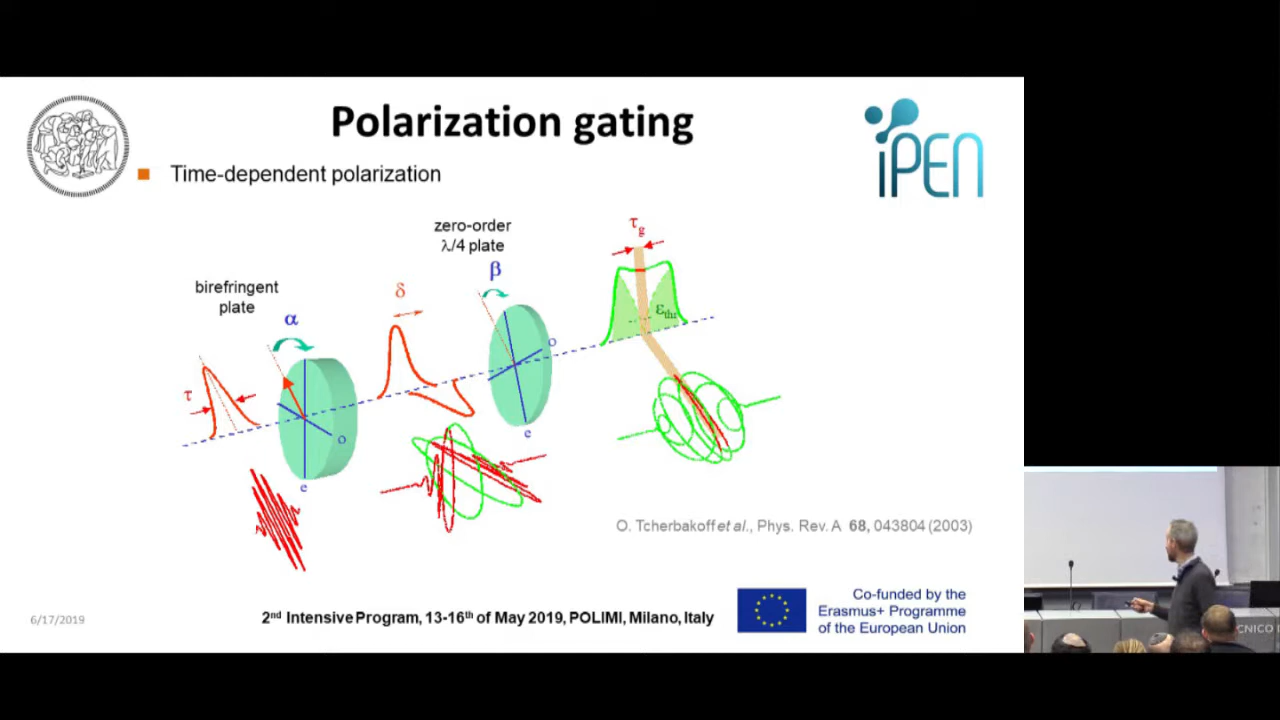 Polarization gating
iPEN
Time-dependent polarization
zero-order
λ/4 plate
β
birefringent
plate
α
δ
τ
o
e
o
e
τg
εthr
O. Tcherbakoff et al., Phys. Rev. A 68, 043804 (2003)
6/17/2019
2nd Intensive Program, 13-16th of May 2019, POLIMI, Milano, Italy
Co-funded by the
Erasmus+ Programme
of the European Union
CNICO